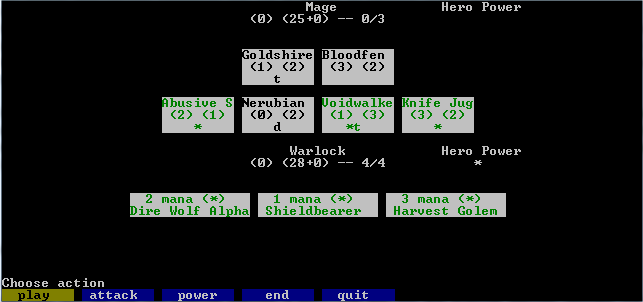 Mage Hero Power
(0) (25+0) -- 0/3
Goldshire Bloodfen
(1) (2) (3) (2)
t
Abusive S Nerubian Voidwalke Knife Jug
(2) (1) (0) (2) (1) (3) (3) (2)
* d *t *
Warlock Hero Power
(0) (28+0) -- 4/4 *
2 mana (*) 1 mana (*) 3 mana (*)
Dire Wolf Alpha Shieldbearer Harvest Golem
Choose action
play attack power end quit